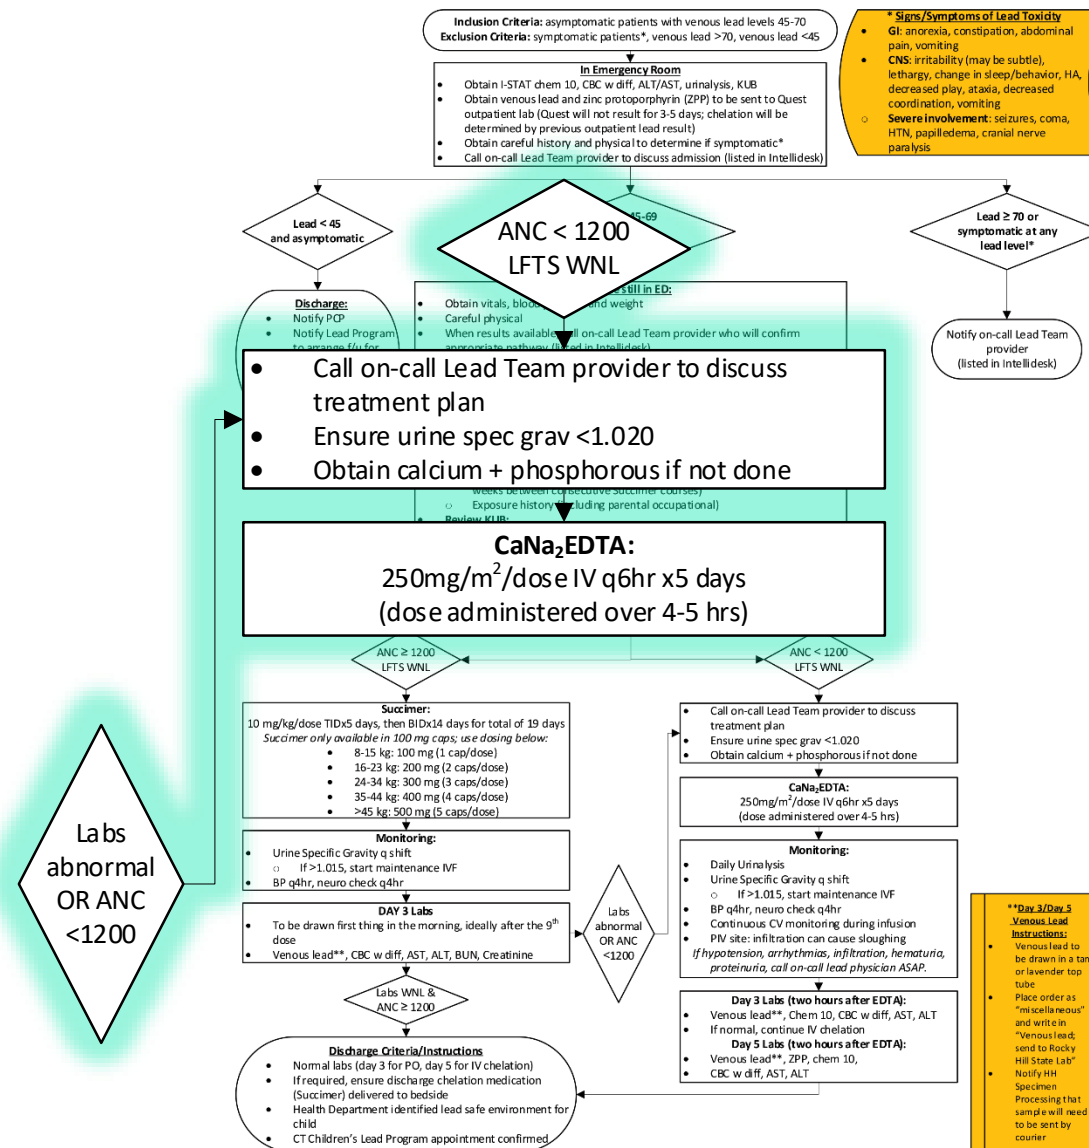 Inclusion Criteria: asymptomatic patients with venous lead levels 45-70
Exclusion Criteria: symptomatic patients*, venous lead >70, venous lead <45
* Signs/Symptoms of Lead Toxicity
• GI: anorexia, constipation, abdominal
pain, vomiting
• CNS: irritability (may be subtle),
lethargy, change in sleep/behavior, HA,
decreased play, ataxia, decreased
coordination, vomiting
○ Severe involvement: seizures, coma,
HTN, papilledema, cranial nerve
paralysis
In Emergency Room
• Obtain I-STAT chem 10, CBC w diff, ALT/AST, urinalysis, KUB
• Obtain venous lead and zinc protoporphyrin (ZPP) to be sent to Quest
outpatient lab (Quest will not result for 3-5 days; chelation will
be determined by previous outpatient lead result)
• Obtain careful history and physical to determine if symptomatic*
• Call on-call Lead Team provider to discuss admission (listed in Intellidesk)
Lead < 45
and asymptomatic
45-69
ANC < 1200
LFTS WNL
Lead ≥ 70 or
symptomatic at any
lead level*
Discharge:
• Notify PCP
• Notify Lead Program
to arrange f/u for
still in ED:
• Obtain vitals, and weight
• Careful physical
• When results available, call on-call Lead Team provider who will confirm
appropriate pathway (listed in Intellidesk)
Notify on-call Lead Team
provider
(listed in Intellidesk)
• Call on-call Lead Team provider to discuss
treatment plan
• Ensure urine spec grav <1.020
• Obtain calcium + phosphorous if not done
weeks between consecutive Succimer courses)
○ Exposure history (including parental occupational)
• Review KUB:
CaNa2EDTA:
250mg/m2/dose IV q6hr x5 days
(dose administered over 4-5 hrs)
Labs
abnormal
OR ANC
<1200
ANC ≥ 1200
LFTS WNL
ANC < 1200
LFTS WNL
Succimer:
10 mg/kg/dose TIDx5 days, then BIDx14 days for total of 19 days
Succimer only available in 100 mg caps; use dosing below:
• 8-15 kg: 100 mg (1 cap/dose)
• 16-23 kg: 200 mg (2 caps/dose)
• 24-34 kg: 300 mg (3 caps/dose)
• 35-44 kg: 400 mg (4 caps/dose)
• >45 kg: 500 mg (5 caps/dose)
Monitoring:
• Urine Specific Gravity q shift
○ If >1.015, start maintenance IVF
• BP q4hr, neuro check q4hr
DAY 3 Labs
• To be drawn first thing in the morning, ideally after the 9th
dose
• Venous lead**, CBC w diff, AST, ALT, BUN, Creatinine
Labs
abnormal
OR ANC
<1200
Labs WNL &
ANC ≥ 1200
• Call on-call Lead Team provider to discuss
treatment plan
• Ensure urine spec grav <1.020
• Obtain calcium + phosphorous if not done
CaNa2EDTA:
250mg/m2/dose IV q6hr x5 days
(dose administered over 4-5 hrs)
Monitoring:
• Daily Urinalysis
• Urine Specific Gravity q shift
○ If >1.015, start maintenance IVF
• BP q4hr, neuro check q4hr
• Continuous CV monitoring during infusion
• PIV site: infiltration can cause sloughing
If hypotension, arrhythmias, infiltration, hematuria,
proteinuria, call on-call lead physician ASAP.
Day 3 Labs (two hours after EDTA):
• Venous lead**, Chem 10, CBC w diff, AST, ALT
• If normal, continue IV chelation
Day 5 Labs (two hours after EDTA):
• Venous lead**, ZPP, chem 10,
• CBC w diff, AST, ALT
Discharge Criteria/Instructions
• Normal labs (day 3 for PO, day 5 for IV chelation)
• If required, ensure discharge chelation medication
(Succimer) delivered to bedside
• Health Department identified lead safe environment for
child
• CT Children's Lead Program appointment confirmed
**Day 3/Day 5
Venous Lead
Instructions:
• Venous lead to
be drawn in a tan
or lavender top
tube
• Place order as
"miscellaneous"
and write in
"Venous lead;
send to Rocky
Hill State Lab"
• Notify HH
Specimen
Processing that
sample will need
to be sent by
courier